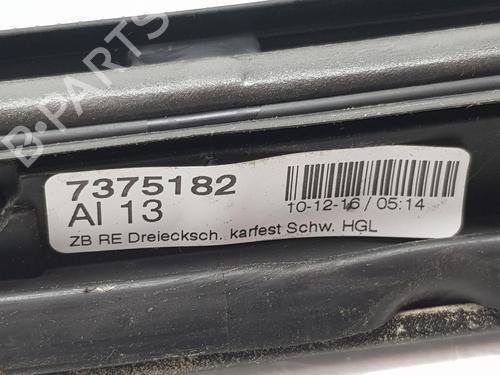 B-PARTS
7375182
AI 13
10-12-16 / 05:14
ZB RE Dreiecksch. karfest Schw. HGL